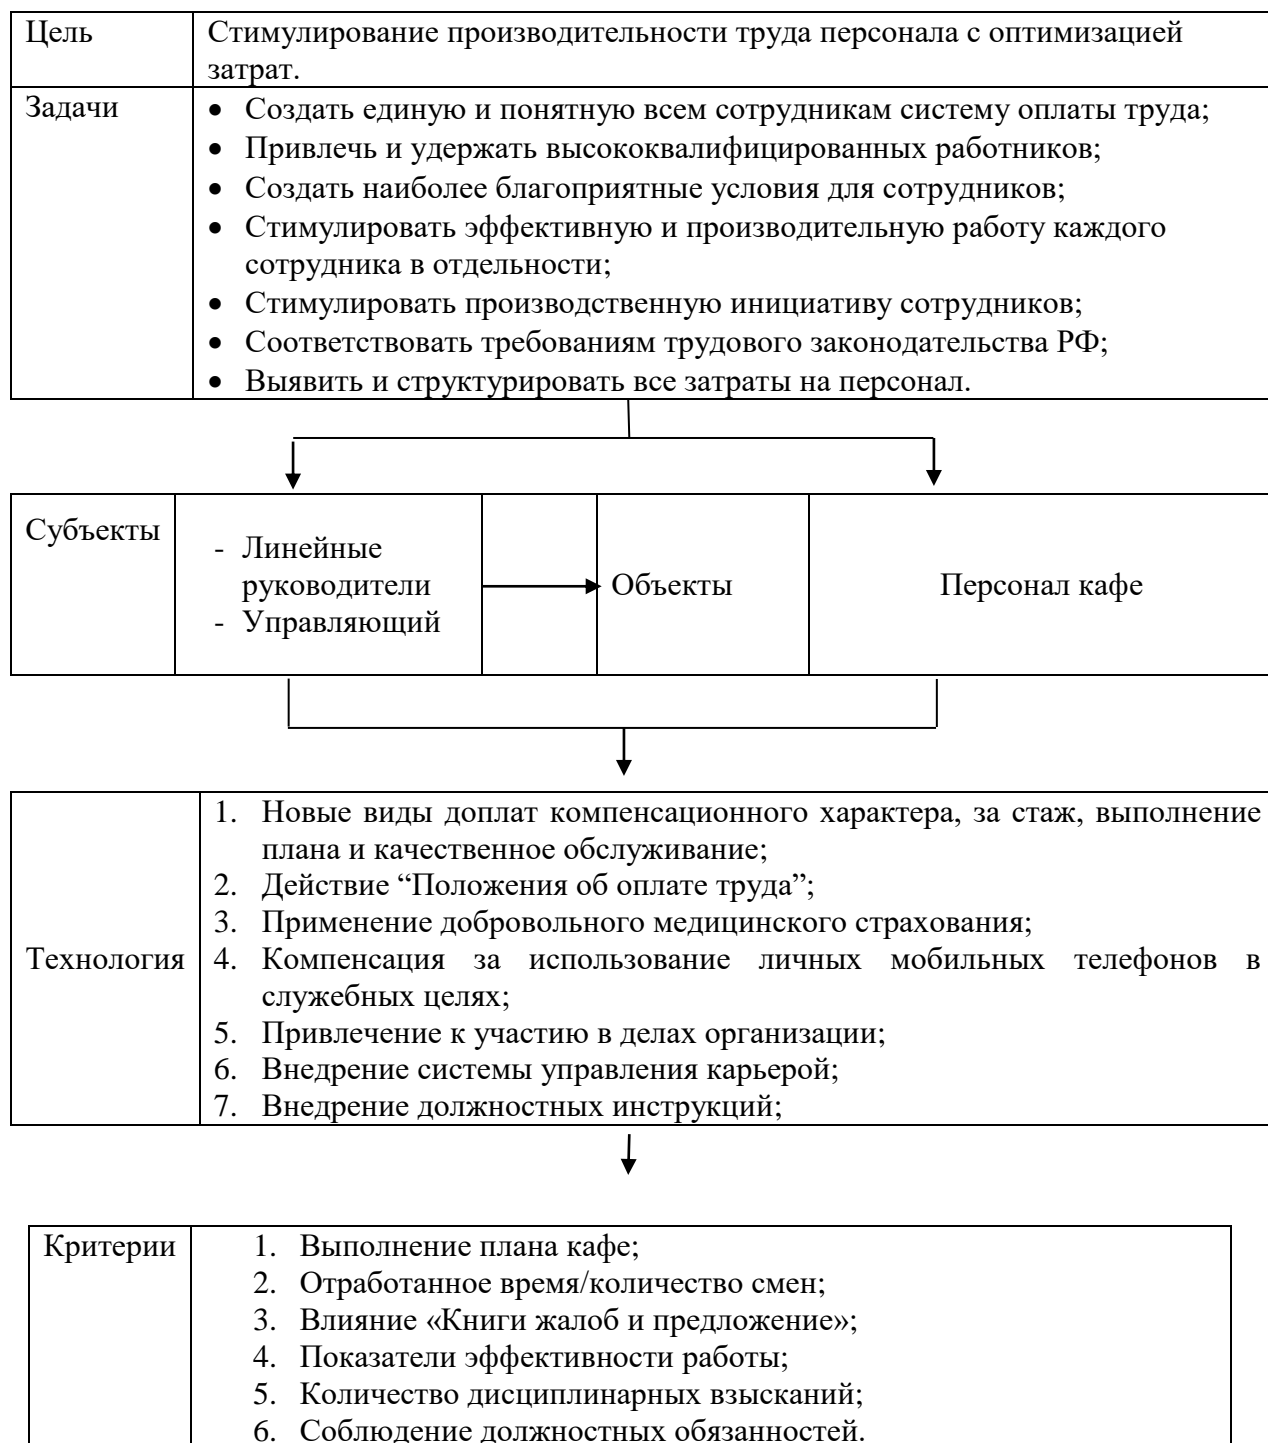 Цель
Стимулирование производительности труда персонала с оптимизацией
затрат.
Задачи
• Создать единую и понятную всем сотрудникам систему оплаты труда;
• Привлечь и удержать высококвалифицированных работников;
• Создать наиболее благоприятные условия для сотрудников;
• Стимулировать эффективную и производительную работу каждого
сотрудника в отдельности;
• Стимулировать производственную инициативу сотрудников;
• Соответствовать требованиям трудового законодательства РФ;
• Выявить и структурировать все затраты на персонал.
Субъекты
- Линейные
руководители
- Управляющий
Объекты
Персонал кафе
Технология
1. Новые виды доплат компенсационного характера, за стаж, выполнение
плана и качественное обслуживание;
2. Действие “Положения об оплате труда”;
3. Применение добровольного медицинского страхования;
4. Компенсация за использование личных мобильных телефонов в
служебных целях;
5. Привлечение к участию в делах организации;
6. Внедрение системы управления карьерой;
7. Внедрение должностных инструкций;
Критерии
1. Выполнение плана кафе;
2. Отработанное время/количество смен;
3. Влияние «Книги жалоб и предложение»;
4. Показатели эффективности работы;
5. Количество дисциплинарных взысканий;
6. Соблюдение должностных обязанностей.